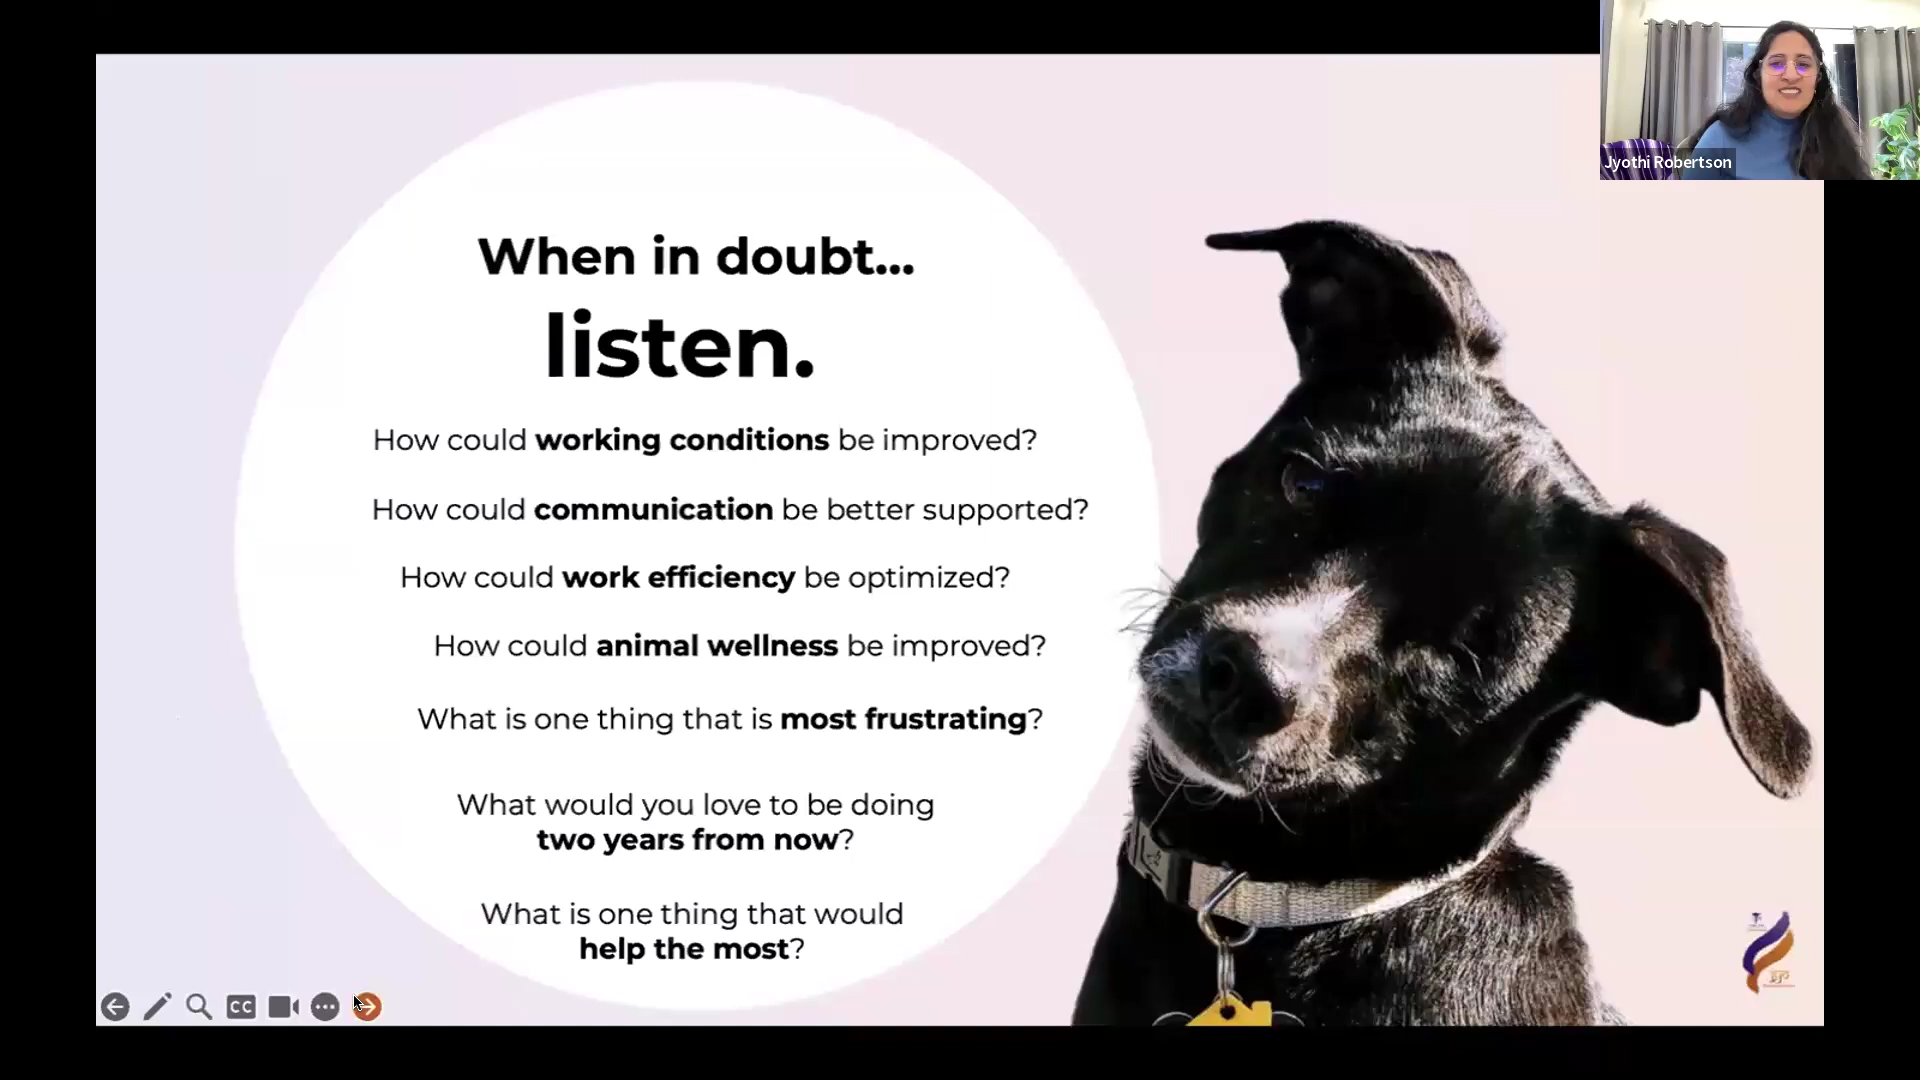 Jyothi Robertson
When in doubt...
listen.
How could working conditions be improved?
How could communication be better supported?
How could work efficiency be optimized?
How could animal wellness be improved?
What is one thing that is most frustrating?
What would you love to be doing
two years from now?
What is one thing that would
help the most?
CC